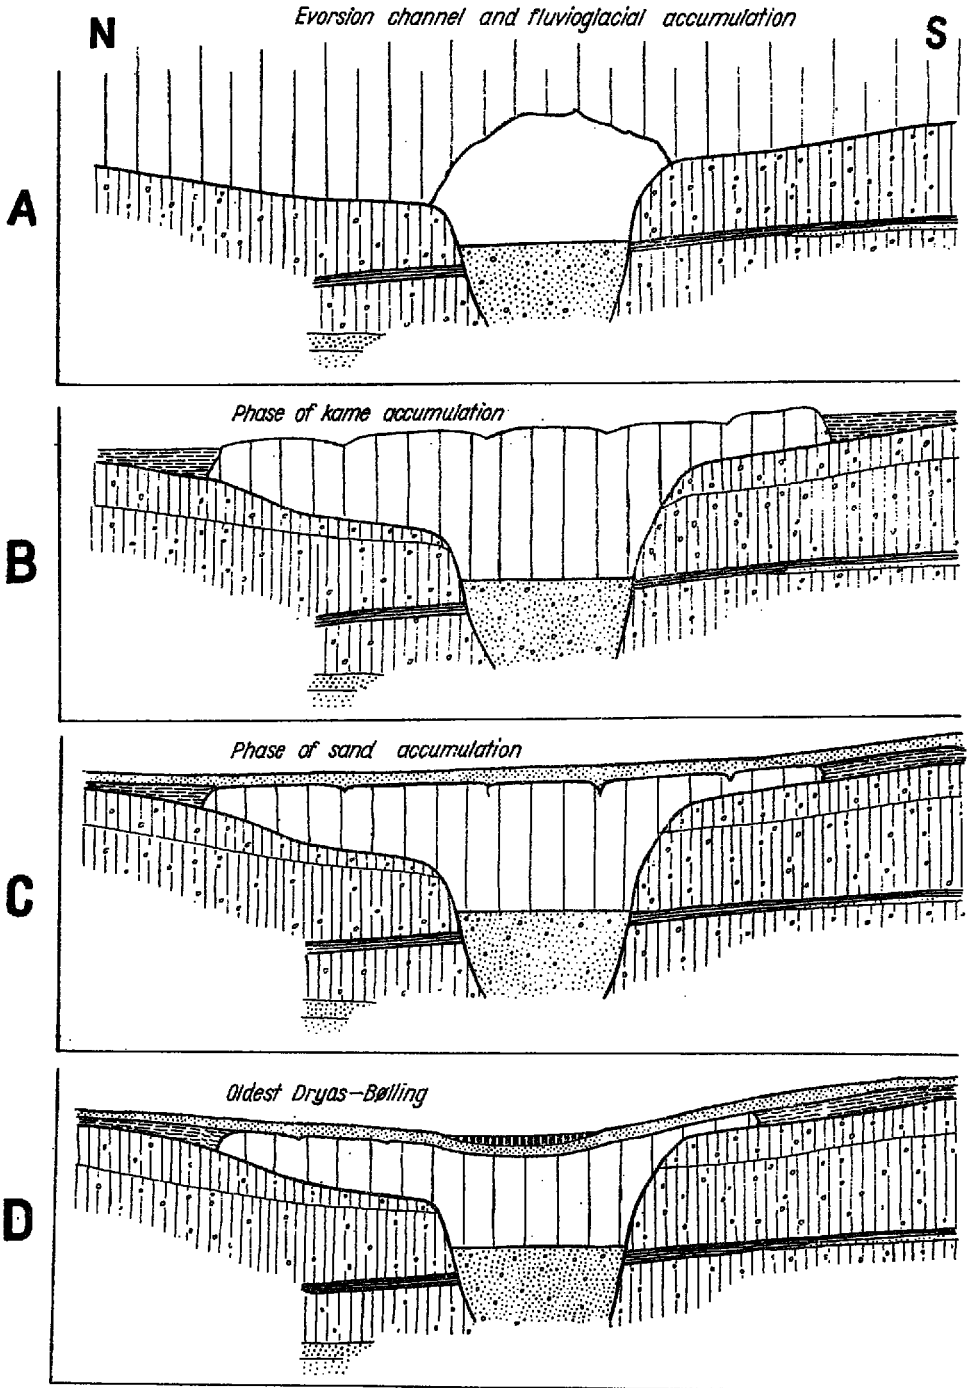 Evorsion channel and fluvioglacial accumulation
N
S
A
Phase of kame accumulation
B
Phase of sand accumulation
C
Oldest Dryas-Bølling
D